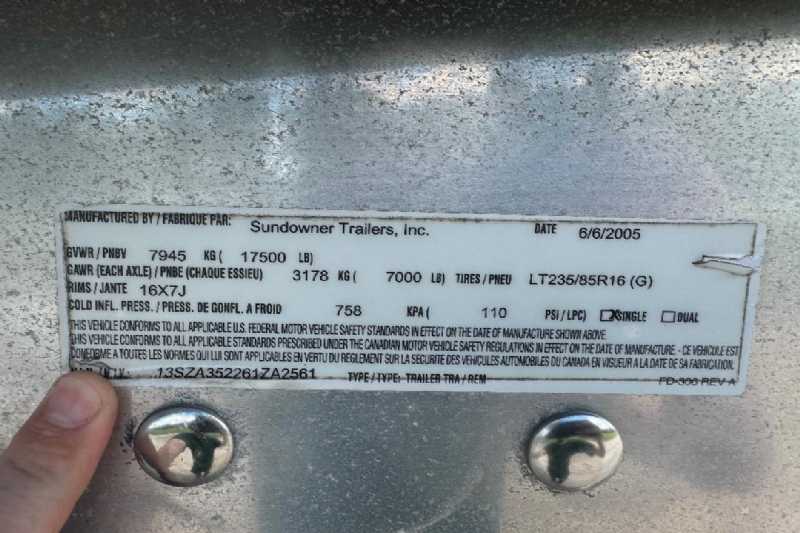 MANUFACTURED BY / FABRIQUE PAR: Sundowner Trailers, Inc. DATE 6/6/2005
GVWR / PNBV 7945 KG ( 17500 LB)
GAWR (EACH AXLE) / PNBE (CHAQUE ESSIEU) 3178 KG ( 7000 LB) TIRES / PNEU LT235/85R16 (G)
RIMS / JANTE 16X7J
COLD INFL. PRESS. / PRESS. DE GONFL. A FROID 758 KPA ( 110 PSI / LPC) SINGLE DUAL
THIS VEHICLE CONFORMS TO ALL APPLICABLE U.S. FEDERAL MOTOR VEHICLE SAFETY STANDARDS IN EFFECT ON THE DATE OF MANUFACTURE SHOWN ABOVE.
THIS VEHICLE CONFORMS TO ALL APPLICABLE STANDARDS PRESCRIBED UNDER THE CANADIAN MOTOR VEHICLE SAFETY REGULATIONS IN EFFECT ON THE DATE OF MANUFACTURE - CE VEHICULE EST
CONFORME A TOUTES LES NORMES QUI LUI SONT APPLICABLES EN VERTU DU REGLEMENT SUR LA SECURITE DES VEHICULES AUTOMOBILES DU CANADA EN VIGUEUR A LA DATE DE SA FABRICATION.
13SZA352261ZA2561 TYPE / TYPE: TRAILER TRA / REM FD-306 REV A